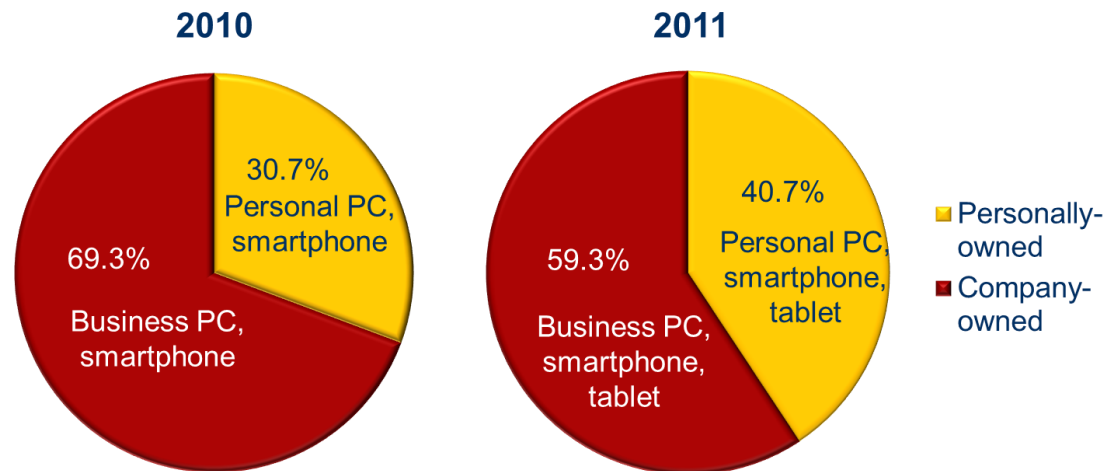 2010
30.7%
Personal PC,
smartphone
69.3%
Business PC,
smartphone
2011
40.7%
Personal PC,
smartphone,
tablet
59.3%
Business PC,
smartphone,
tablet
Personally-
owned
Company-
owned